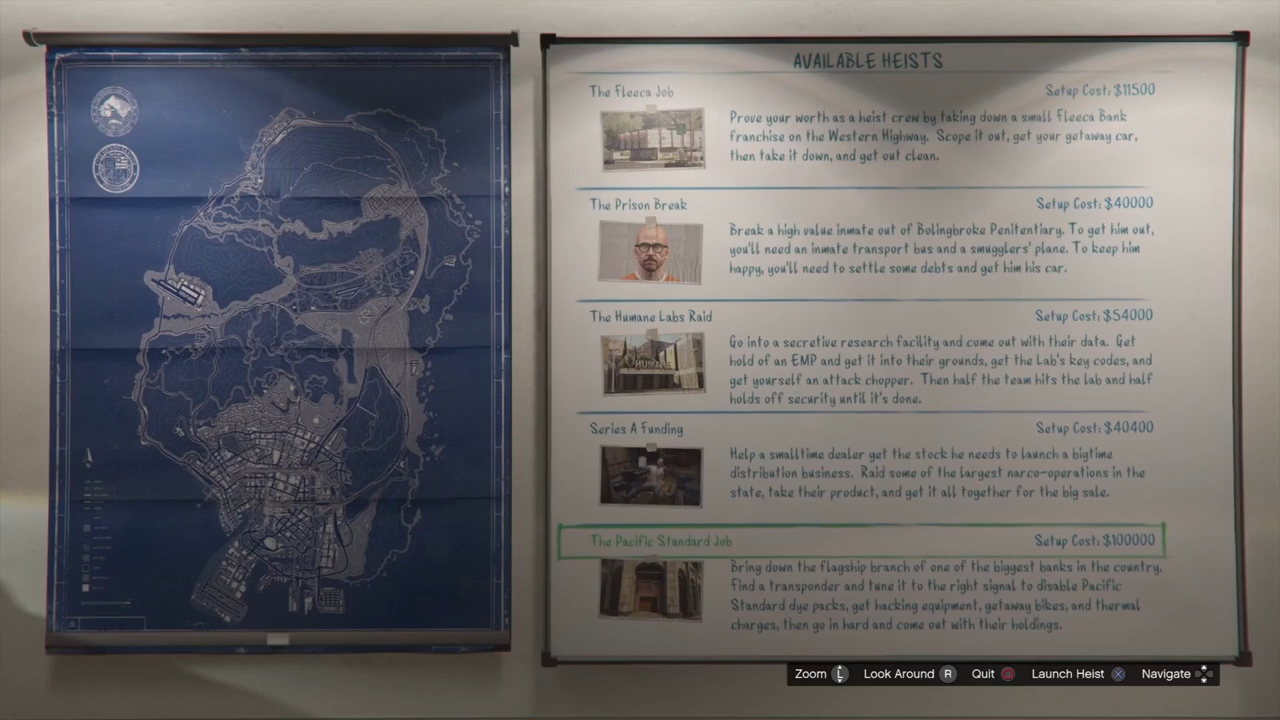 AVAILABLE HEISTS
The Fleeca Job
Setup Cost: $11500
Prove your worth as a heist crew by taking down a small Fleeca Bank
franchise on the Western Highway. Scope it out, get your getaway car,
then take it down, and get out clean.
The Prison Break
Setup Cost: $40000
Break a high value inmate out of Bolingbroke Penitentiary. To get him out,
you'll need an inmate transport bus and a smugglers' plane. To keep him
happy, you'll need to settle some debts and get him his car.
The Humane Labs Raid
Setup Cost: $54000
HUMANE
Go into a secretive research facility and come out with their data. Get
hold of an EMP and get it into their grounds, get the Lab's key codes, and
get yourself an attack chopper. Then half the team hits the lab and half
holds off security until it's done.
Series A Funding
Setup Cost: $40400
Help a smalltime dealer get the stock he needs to launch a bigtime
distribution business. Raid some of the largest narco-operations in the
state, take their product, and get it all together for the big sale.
The Pacific Standard Job
Setup Cost: $100000
Bring down the flagship branch of one of the biggest banks in the country.
Find a transponder and tune it to the right signal to disable Pacific
Standard dye packs, get hacking equipment, getaway bikes, and thermal
charges, then go in hard and come out with their holdings.
Zoom L Look Around R Quit Launch Heist Navigate